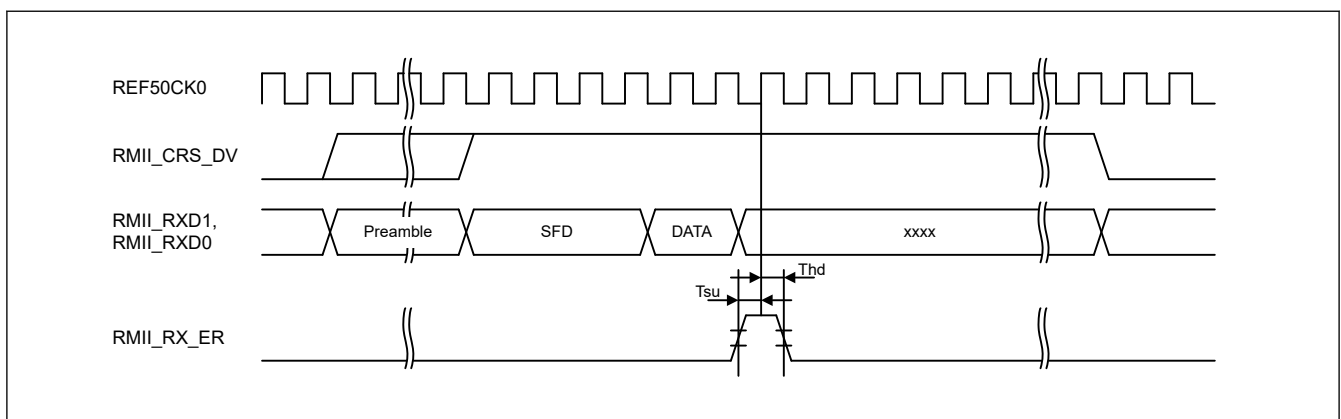 REF50CK0
RMII_CRS_DV
RMII_RXD1,
RMII_RXD0
Preamble
SFD
DATA
xxxx
Thd
Tsu
RMII_RX_ER